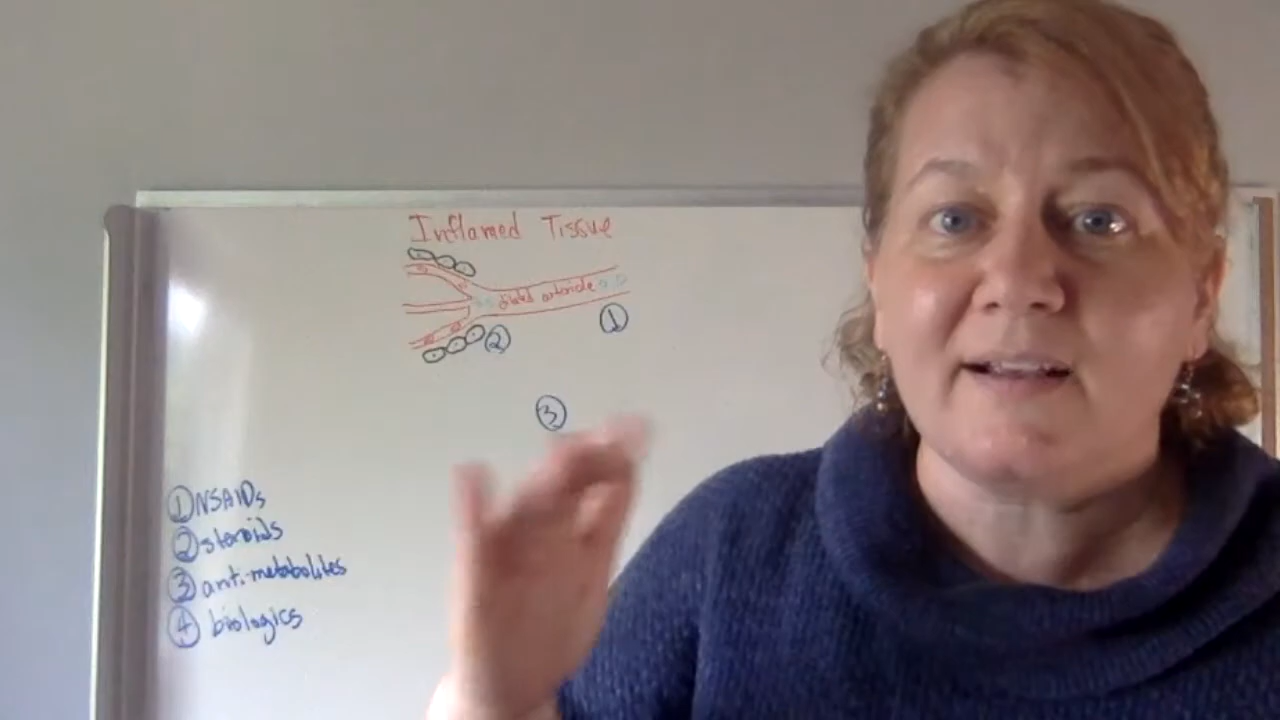 Inflamed Tissue
dilated arteriole
①
②
③
① NSAIDs
② steroids
③ anti-metabolites
④ biologics